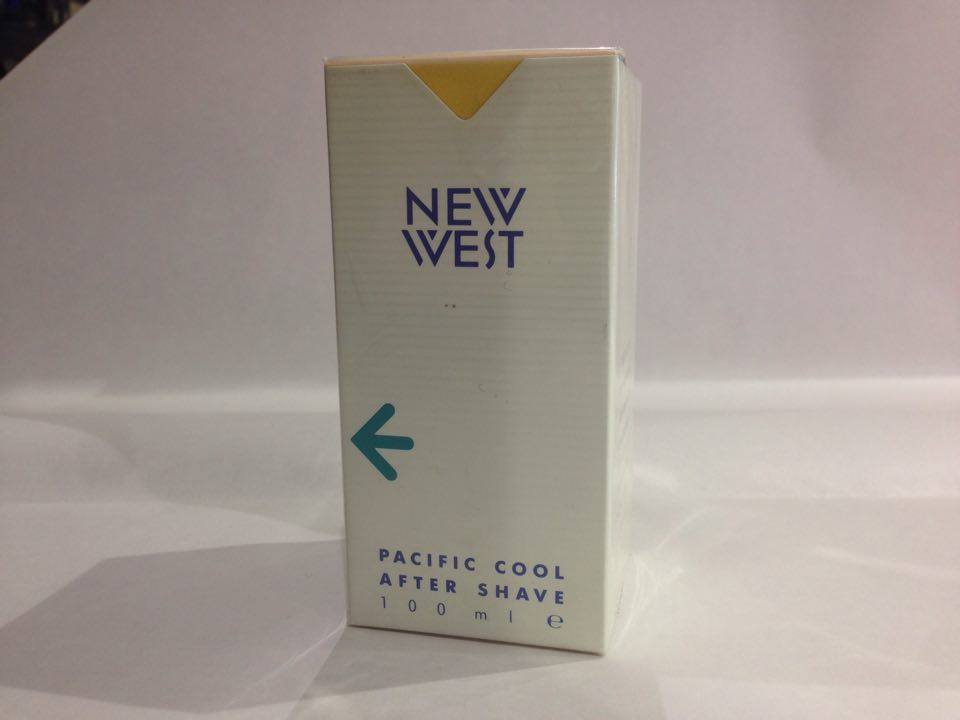 NEW
WEST
PACIFIC COOL
AFTER SHAVE
100 ml ℮